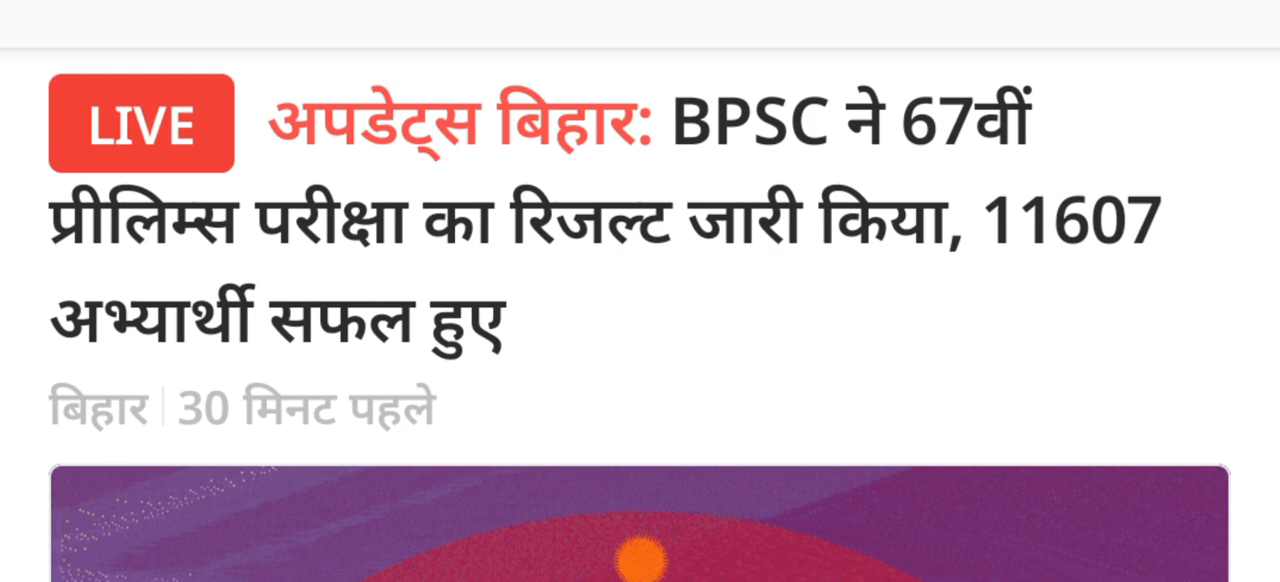 LIVE अपडेट्स बिहार: BPSC ने 67वीं
प्रीलिम्स परीक्षा का रिजल्ट जारी किया, 11607
अभ्यार्थी सफल हुए
बिहार | 30 मिनट पहले